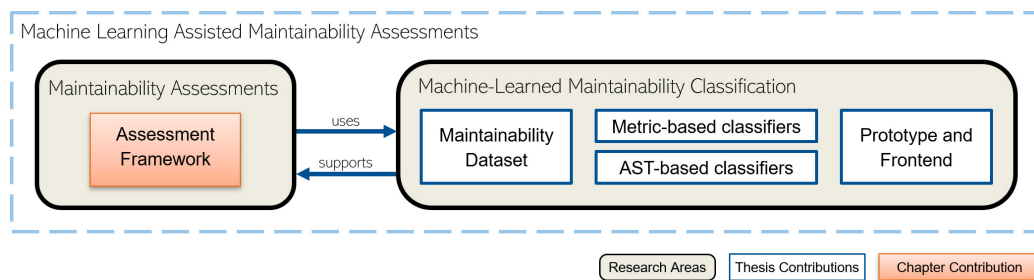 Machine Learning Assisted Maintainability Assessments
Maintainability Assessments
Assessment
Framework
uses
supports
Machine-Learned Maintainability Classification
Maintainability
Dataset
Metric-based classifiers
AST-based classifiers
Prototype and
Frontend
Research Areas
Thesis Contributions
Chapter Contribution